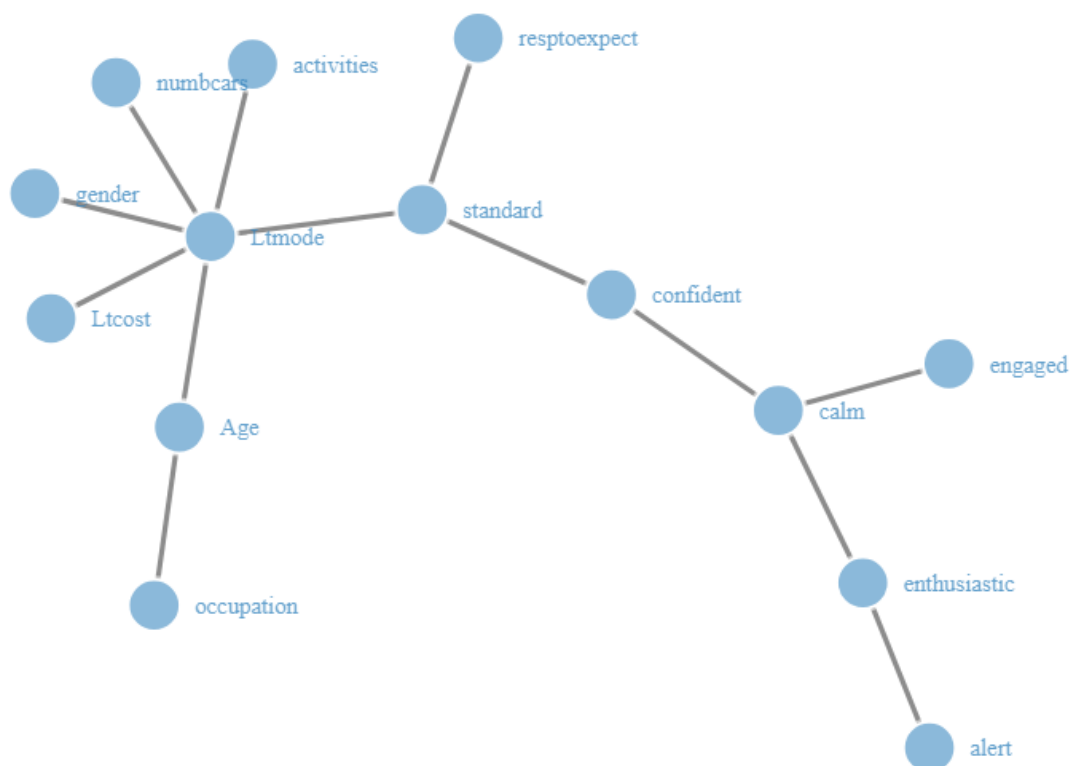 resptoexpect
activities
numbcars
gender
standard
Ltmode
confident
Ltcost
engaged
calm
Age
enthusiastic
occupation
alert